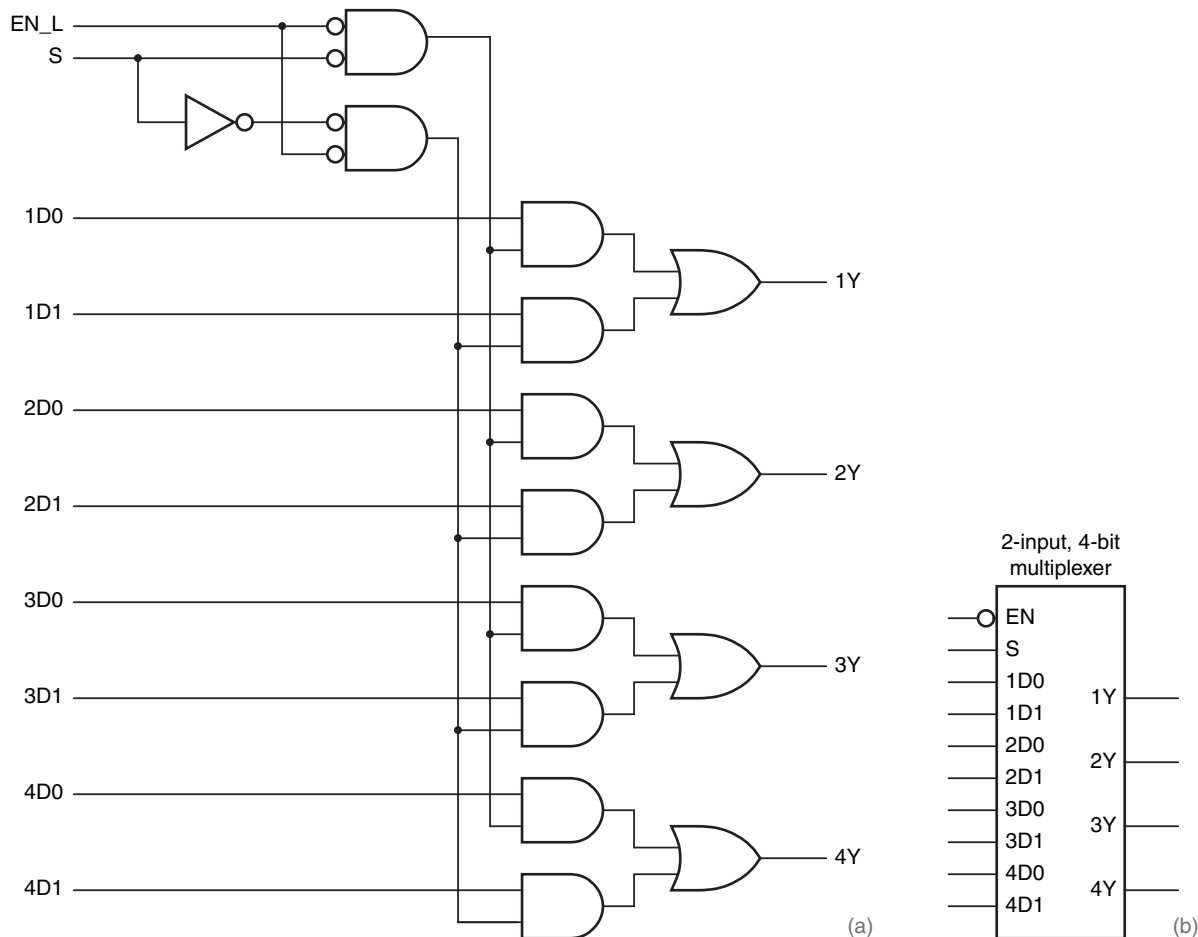 EN_L
S
1D0
1D1
2D0
2D1
3D0
3D1
4D0
4D1
1Y
2Y
3Y
4Y
(a)
2-input, 4-bit
multiplexer
EN
S
1D0
1D1
2D0
2D1
3D0
3D1
4D0
4D1
1Y
2Y
3Y
4Y
(b)